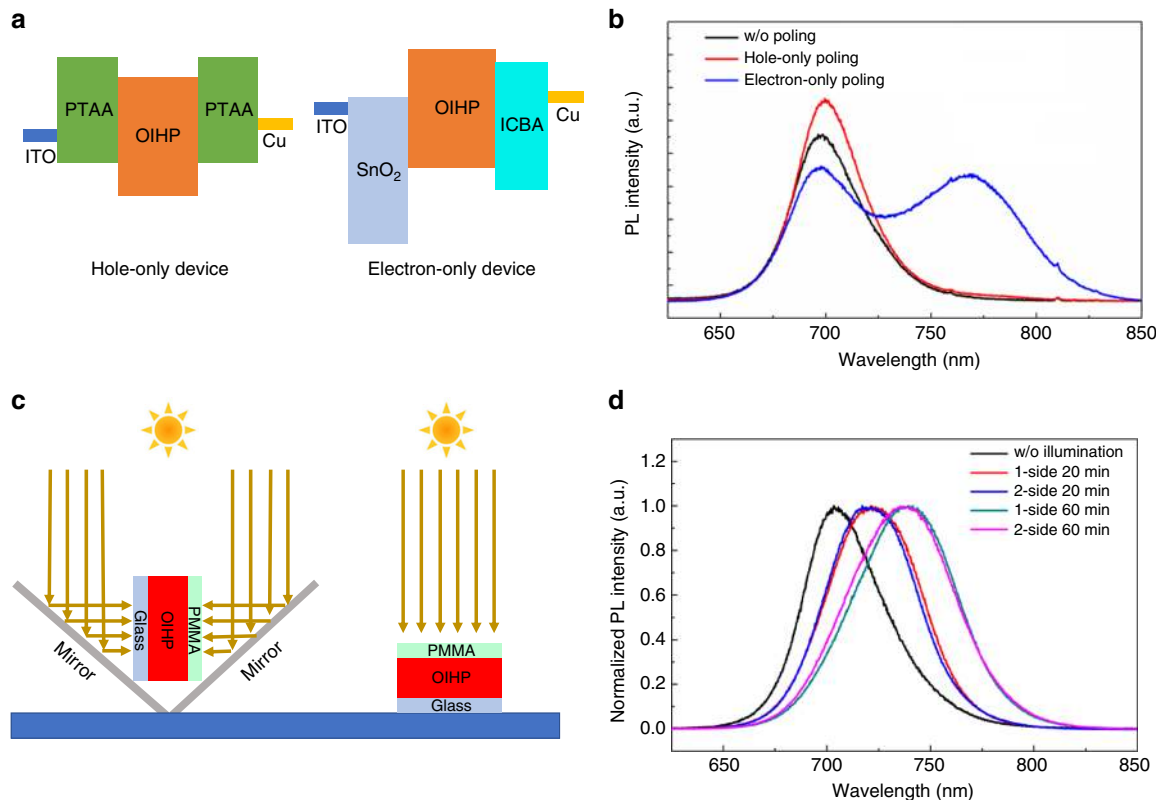 a
PTAA
OIHP
PTAA
ITO
Cu
Hole-only device
ITO
SnO₂
OIHP
ICBA
Cu
Electron-only device
b
w/o poling
Hole-only poling
Electron-only poling
PL intensity (a.u.)
650 700 750 800 850
Wavelength (nm)
c
Glass
OIHP
PMMA
Mirror
Mirror
PMMA
OIHP
Glass
d
w/o illumination
1-side 20 min
2-side 20 min
1-side 60 min
2-side 60 min
Normalized PL intensity (a.u.)
1.2
1.0
0.8
0.6
0.4
0.2
0.0
650 700 750 800 850
Wavelength (nm)